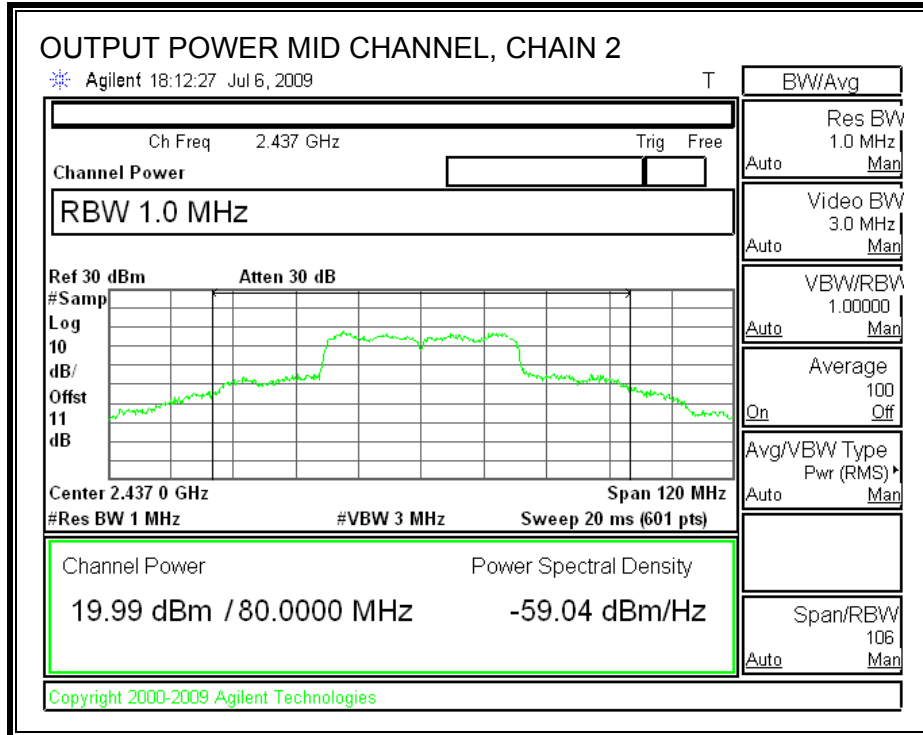 OUTPUT POWER MID CHANNEL, CHAIN 2
Agilent 18:12:27 Jul 6, 2009 T
Ch Freq 2.437 GHz Trig Free
Channel Power
RBW 1.0 MHz
Ref 30 dBm Atten 30 dB
#Samp
Log
10
dB/
Offst
11
dB
Center 2.437 0 GHz Span 120 MHz
#Res BW 1 MHz #VBW 3 MHz Sweep 20 ms (601 pts)
Channel Power Power Spectral Density
19.99 dBm / 80.0000 MHz -59.04 dBm/Hz
Copyright 2000-2009 Agilent Technologies
BW/Avg
Res BW
1.0 MHz
Auto Man
Video BW
3.0 MHz
Auto Man
VBW/RBW
1.00000
Auto Man
Average
100
On Off
Avg/VBW Type
Pwr (RMS)
Auto Man
Span/RBW
106
Auto Man